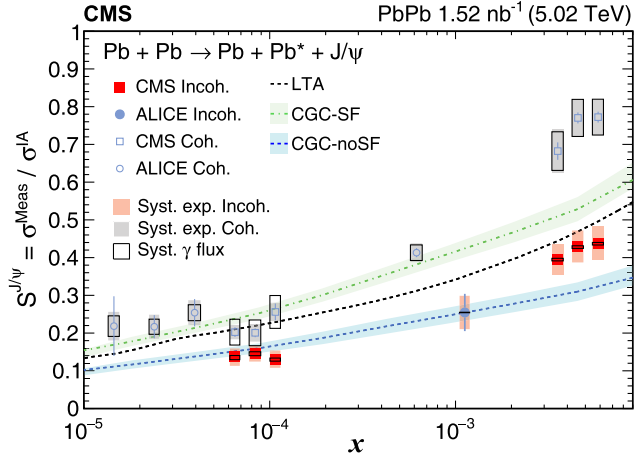 CMS PbPb 1.52 nb⁻¹ (5.02 TeV)
Pb + Pb → Pb + Pb* + J/ψ
CMS Incoh.
ALICE Incoh.
CMS Coh.
ALICE Coh.
LTA
CGC-SF
CGC-noSF
Syst. exp. Incoh.
Syst. exp. Coh.
Syst. γ flux
S^{J/ψ} = σ^{Meas} / σ^{IA}
1
0.9
0.8
0.7
0.6
0.5
0.4
0.3
0.2
0.1
0
10⁻⁵ 10⁻⁴ 10⁻³
x